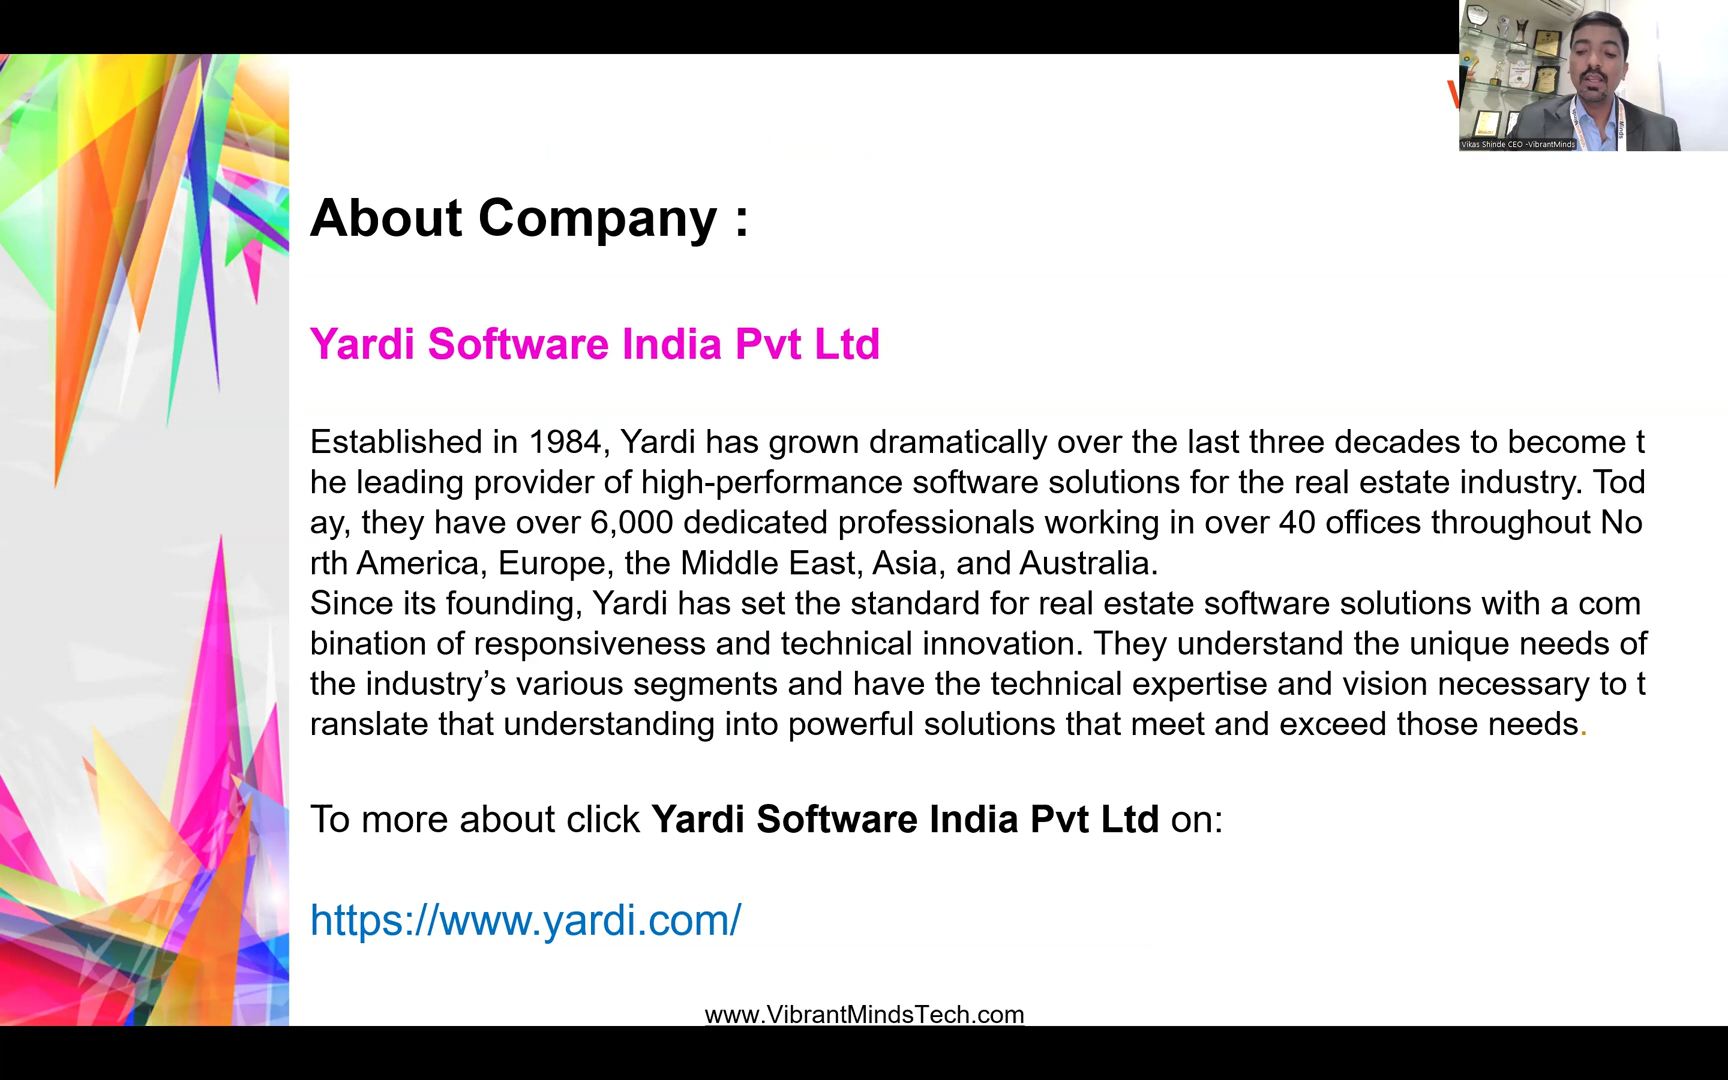 Vikas Shinde CEO -VibrantMinds
About Company :
Yardi Software India Pvt Ltd
Established in 1984, Yardi has grown dramatically over the last three decades to become t
he leading provider of high-performance software solutions for the real estate industry. Tod
ay, they have over 6,000 dedicated professionals working in over 40 offices throughout No
rth America, Europe, the Middle East, Asia, and Australia.
Since its founding, Yardi has set the standard for real estate software solutions with a com
bination of responsiveness and technical innovation. They understand the unique needs of
the industry’s various segments and have the technical expertise and vision necessary to t
ranslate that understanding into powerful solutions that meet and exceed those needs.
To more about click Yardi Software India Pvt Ltd on:
https://www.yardi.com/
www.VibrantMindsTech.com